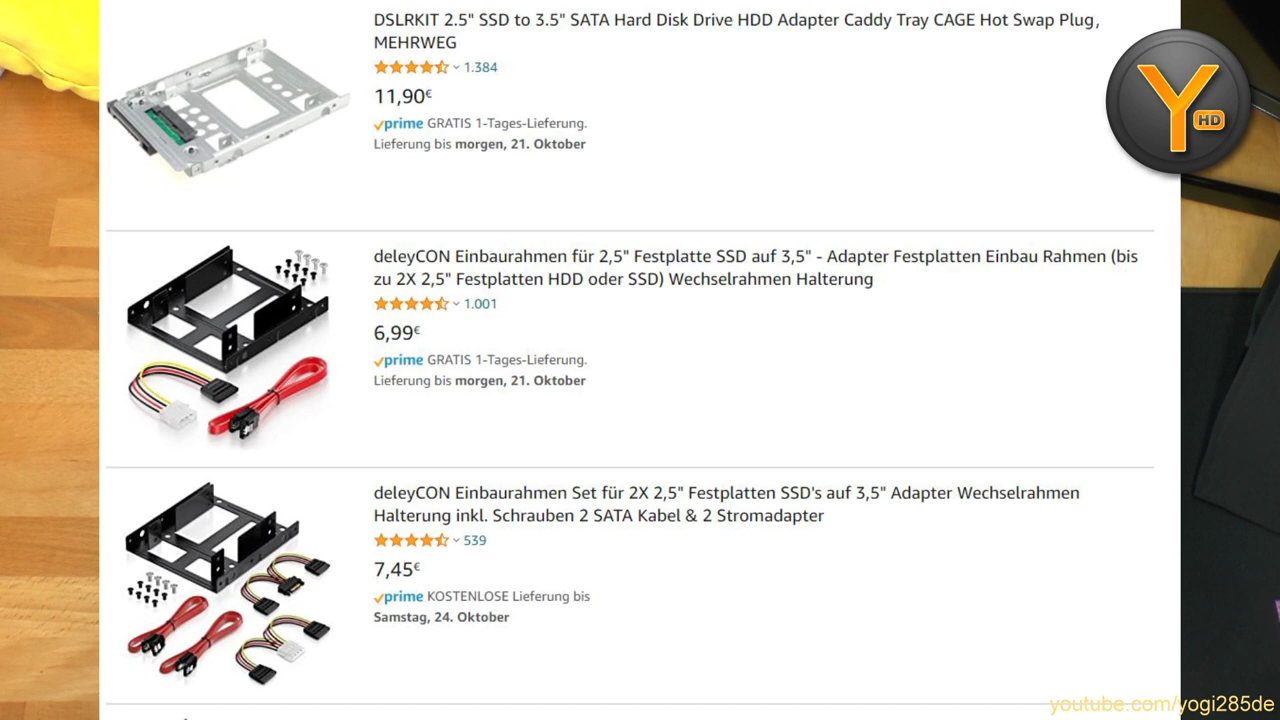 DSLRKIT 2.5" SSD to 3.5" SATA Hard Disk Drive HDD Adapter Caddy Tray CAGE Hot Swap Plug,
MEHRWEG
1.384
11,90€
prime GRATIS 1-Tages-Lieferung.
Lieferung bis morgen, 21. Oktober
Y HD
deleyCON Einbaurahmen für 2,5" Festplatte SSD auf 3,5" - Adapter Festplatten Einbau Rahmen (bis
zu 2X 2,5" Festplatten HDD oder SSD) Wechselrahmen Halterung
1.001
6,99€
prime GRATIS 1-Tages-Lieferung.
Lieferung bis morgen, 21. Oktober
deleyCON Einbaurahmen Set für 2X 2,5" Festplatten SSD's auf 3,5" Adapter Wechselrahmen
Halterung inkl. Schrauben 2 SATA Kabel & 2 Stromadapter
539
7,45€
prime KOSTENLOSE Lieferung bis
Samstag, 24. Oktober
youtube.com/yogi285de